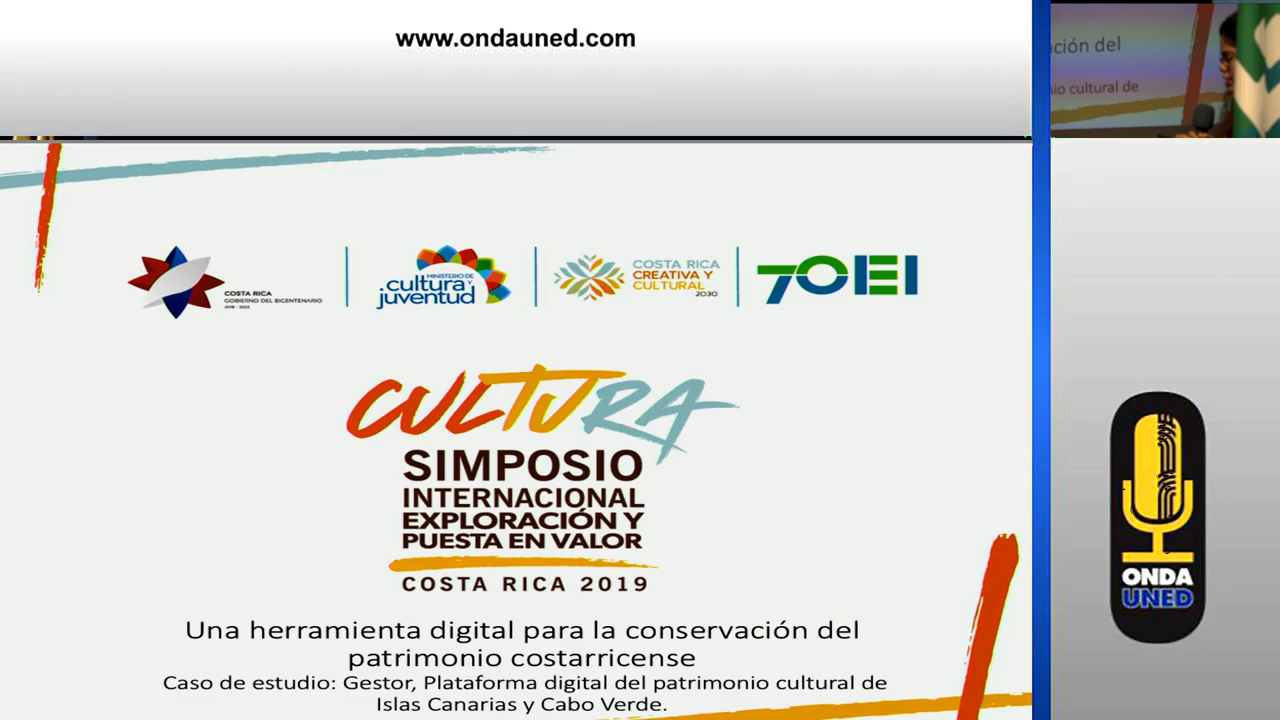 www.ondauned.com
ción del
io cultural de
COSTA RICA
GOBIERNO DEL BICENTENARIO
2018 - 2022
MINISTERIO DE
cultura y
juventud
COSTA RICA
CREATIVA Y
CULTURAL
2030
70EI
CULTURA
SIMPOSIO
INTERNACIONAL
EXPLORACIÓN Y
PUESTA EN VALOR
COSTA RICA 2019
Una herramienta digital para la conservación del
patrimonio costarricense
Caso de estudio: Gestor, Plataforma digital del patrimonio cultural de
Islas Canarias y Cabo Verde.
ONDA
UNED